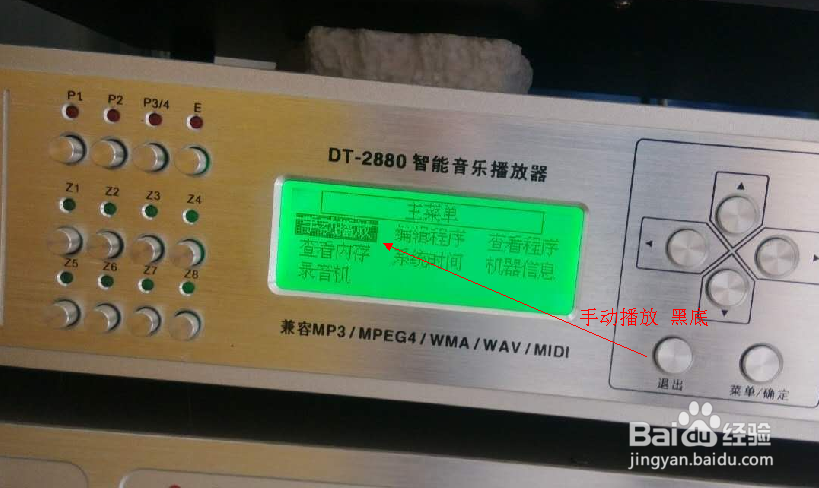 P1 P2 P3/4 E
DT-2880 智能音乐播放器
Z1 Z2 Z3 Z4
主菜单
手动播放 编辑程序 查看程序
查看内存 系统时间 机器信息
录音机
Z5 Z6 Z7 Z8
兼容MP3/MPEG4/WMA/WAV/MIDI
手动播放 黑底
退出 菜单/确定
Baidu经验
jingyan.baidu.com